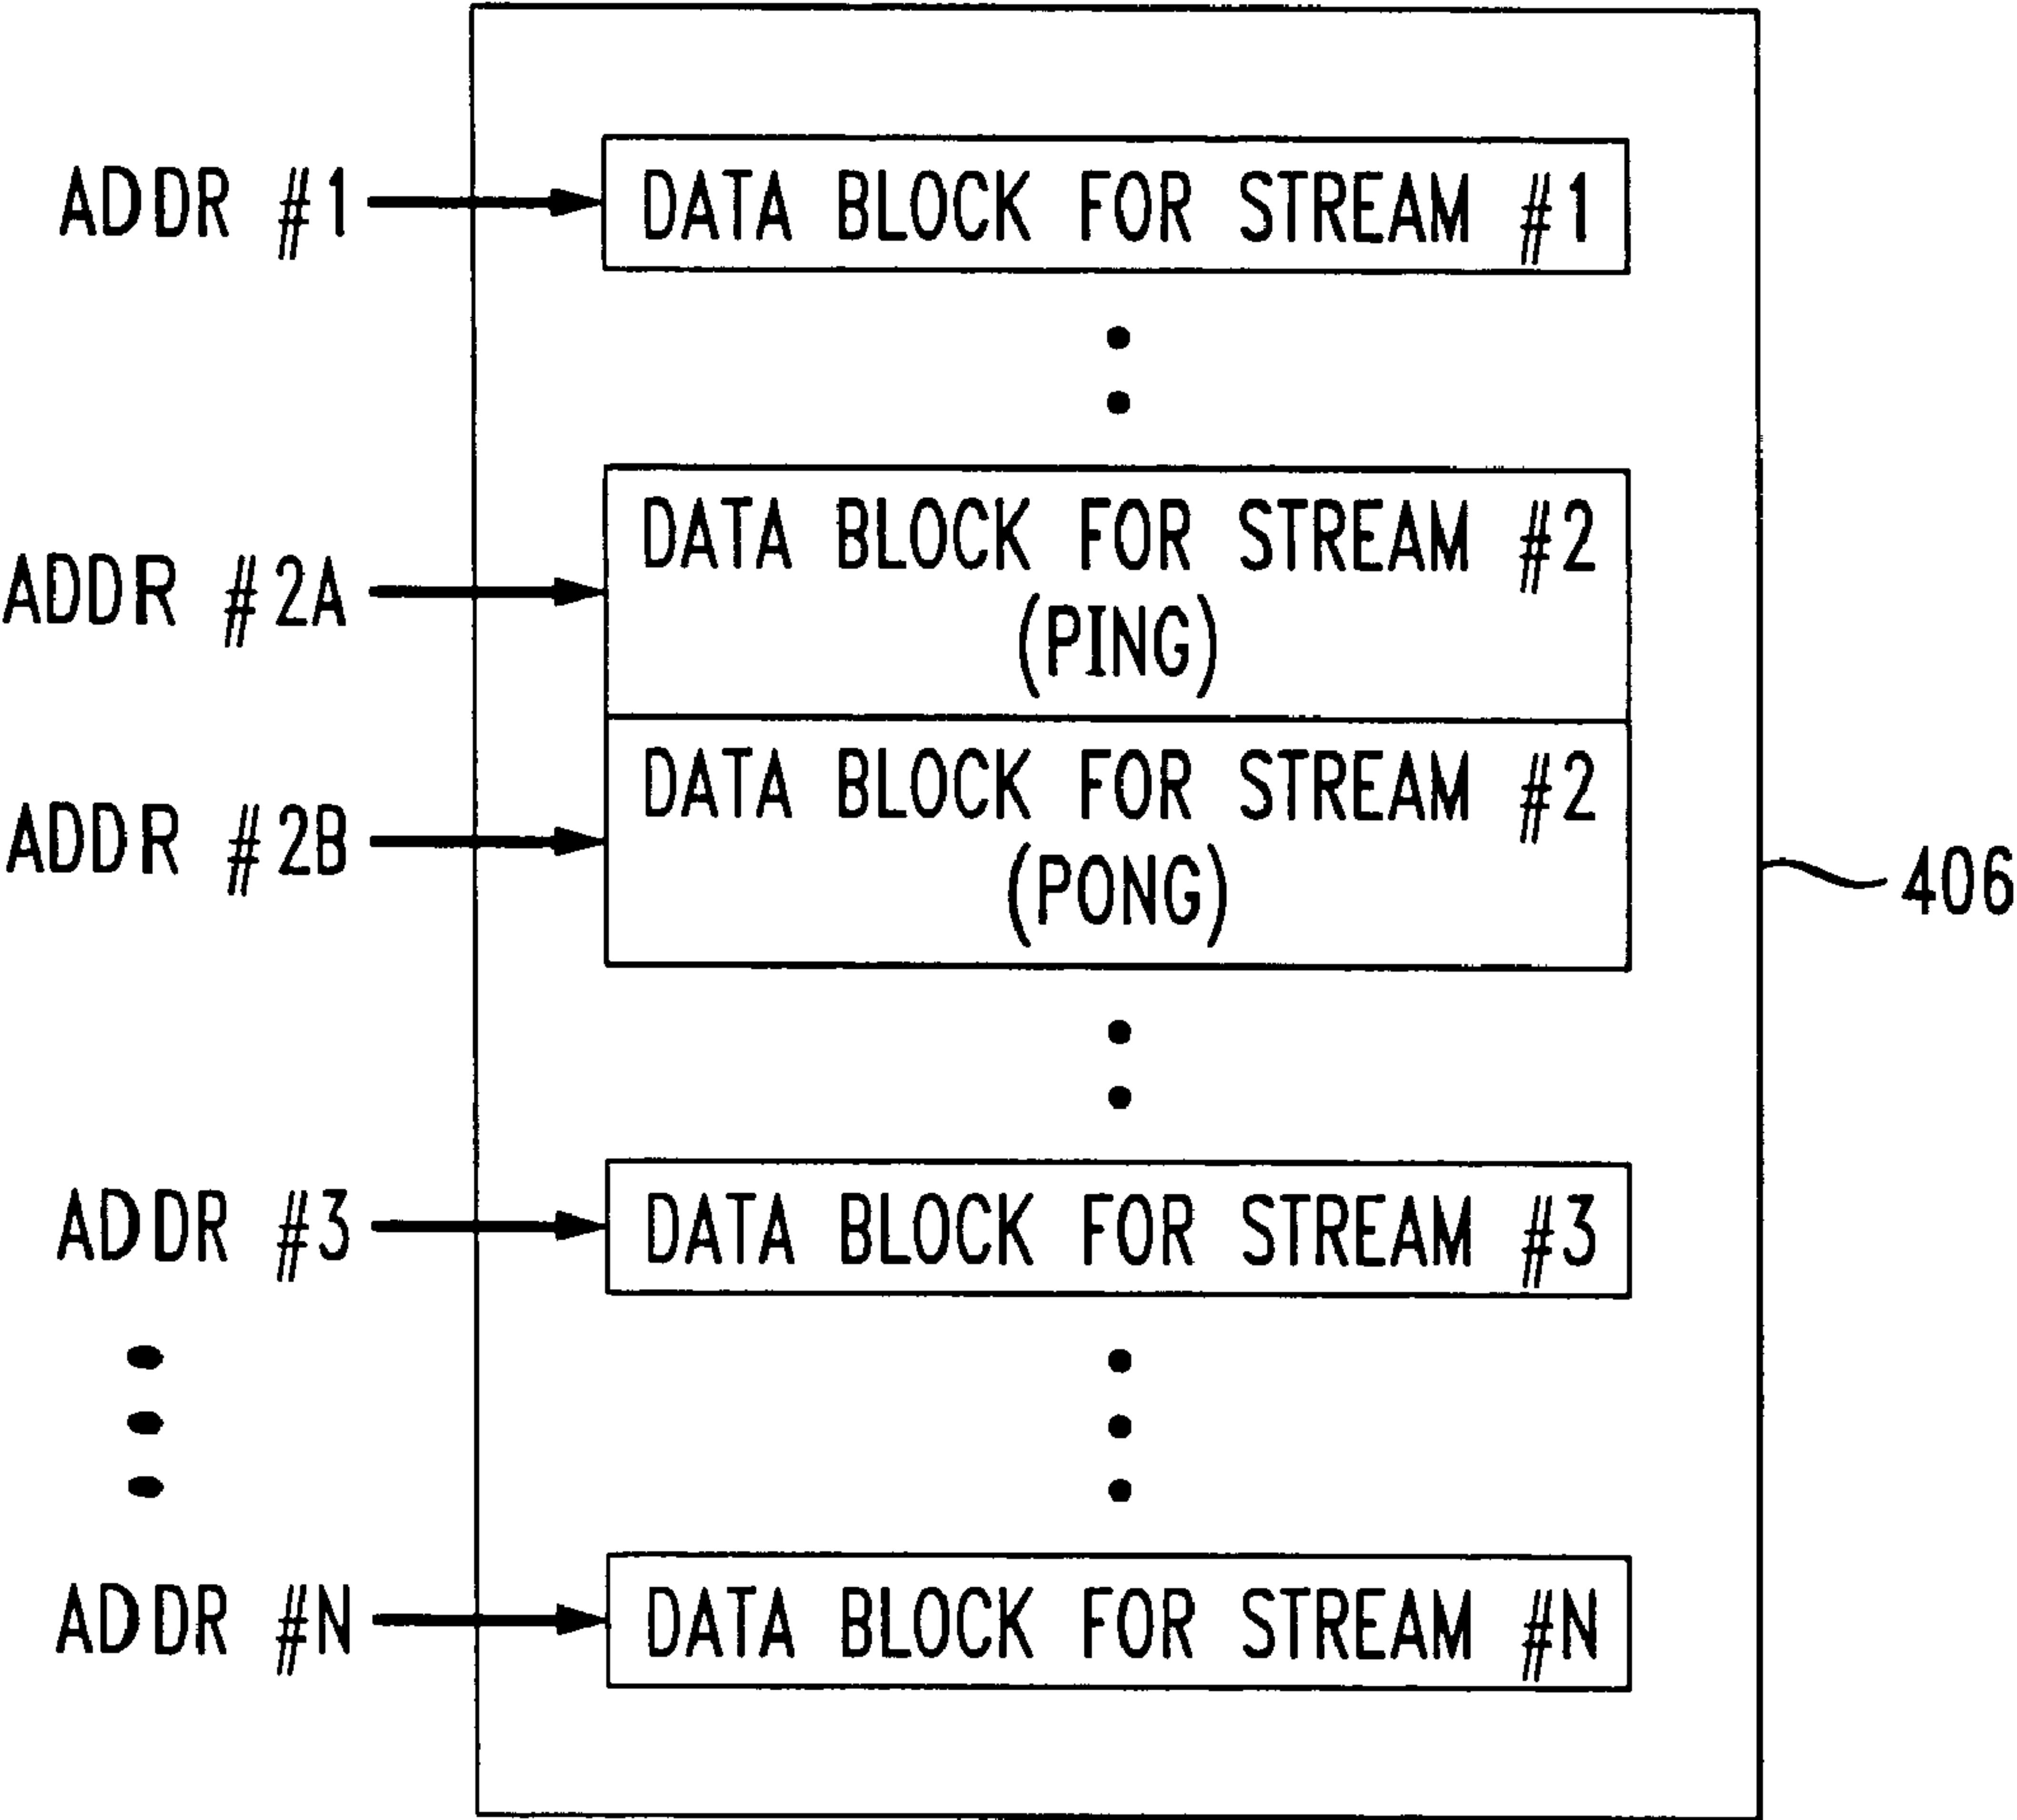 ADDR #1
DATA BLOCK FOR STREAM #1
ADDR #2A
DATA BLOCK FOR STREAM #2
(PING)
ADDR #2B
DATA BLOCK FOR STREAM #2
(PONG)
406
ADDR #3
DATA BLOCK FOR STREAM #3
ADDR #N
DATA BLOCK FOR STREAM #N